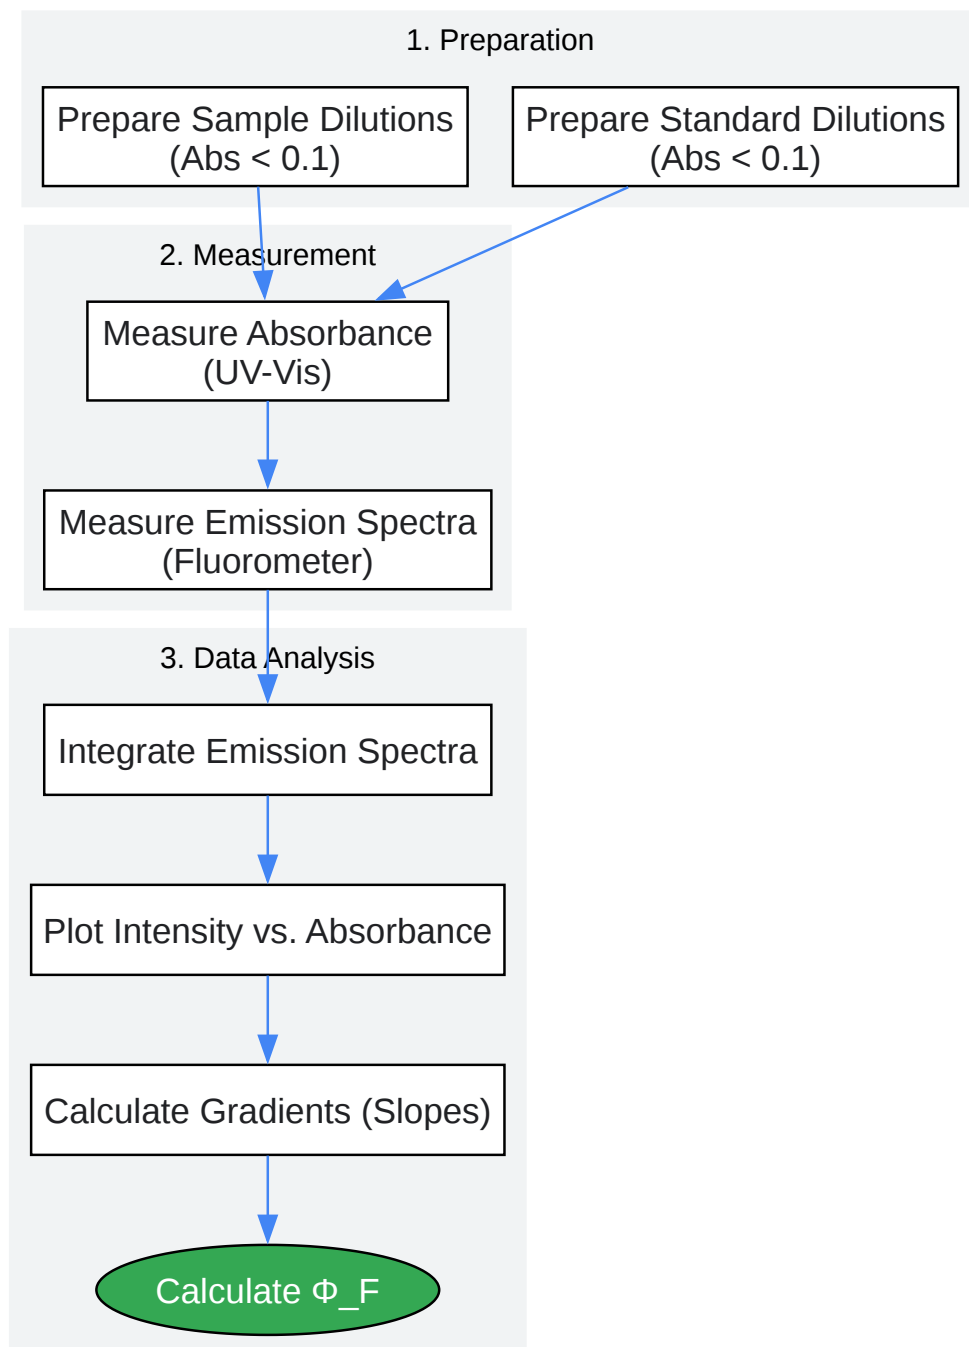 1. Preparation
Prepare Sample Dilutions
(Abs < 0.1)
Prepare Standard Dilutions
(Abs < 0.1)
2. Measurement
Measure Absorbance
(UV-Vis)
Measure Emission Spectra
(Fluorometer)
3. Data Analysis
Integrate Emission Spectra
Plot Intensity vs. Absorbance
Calculate Gradients (Slopes)
Calculate Φ_F